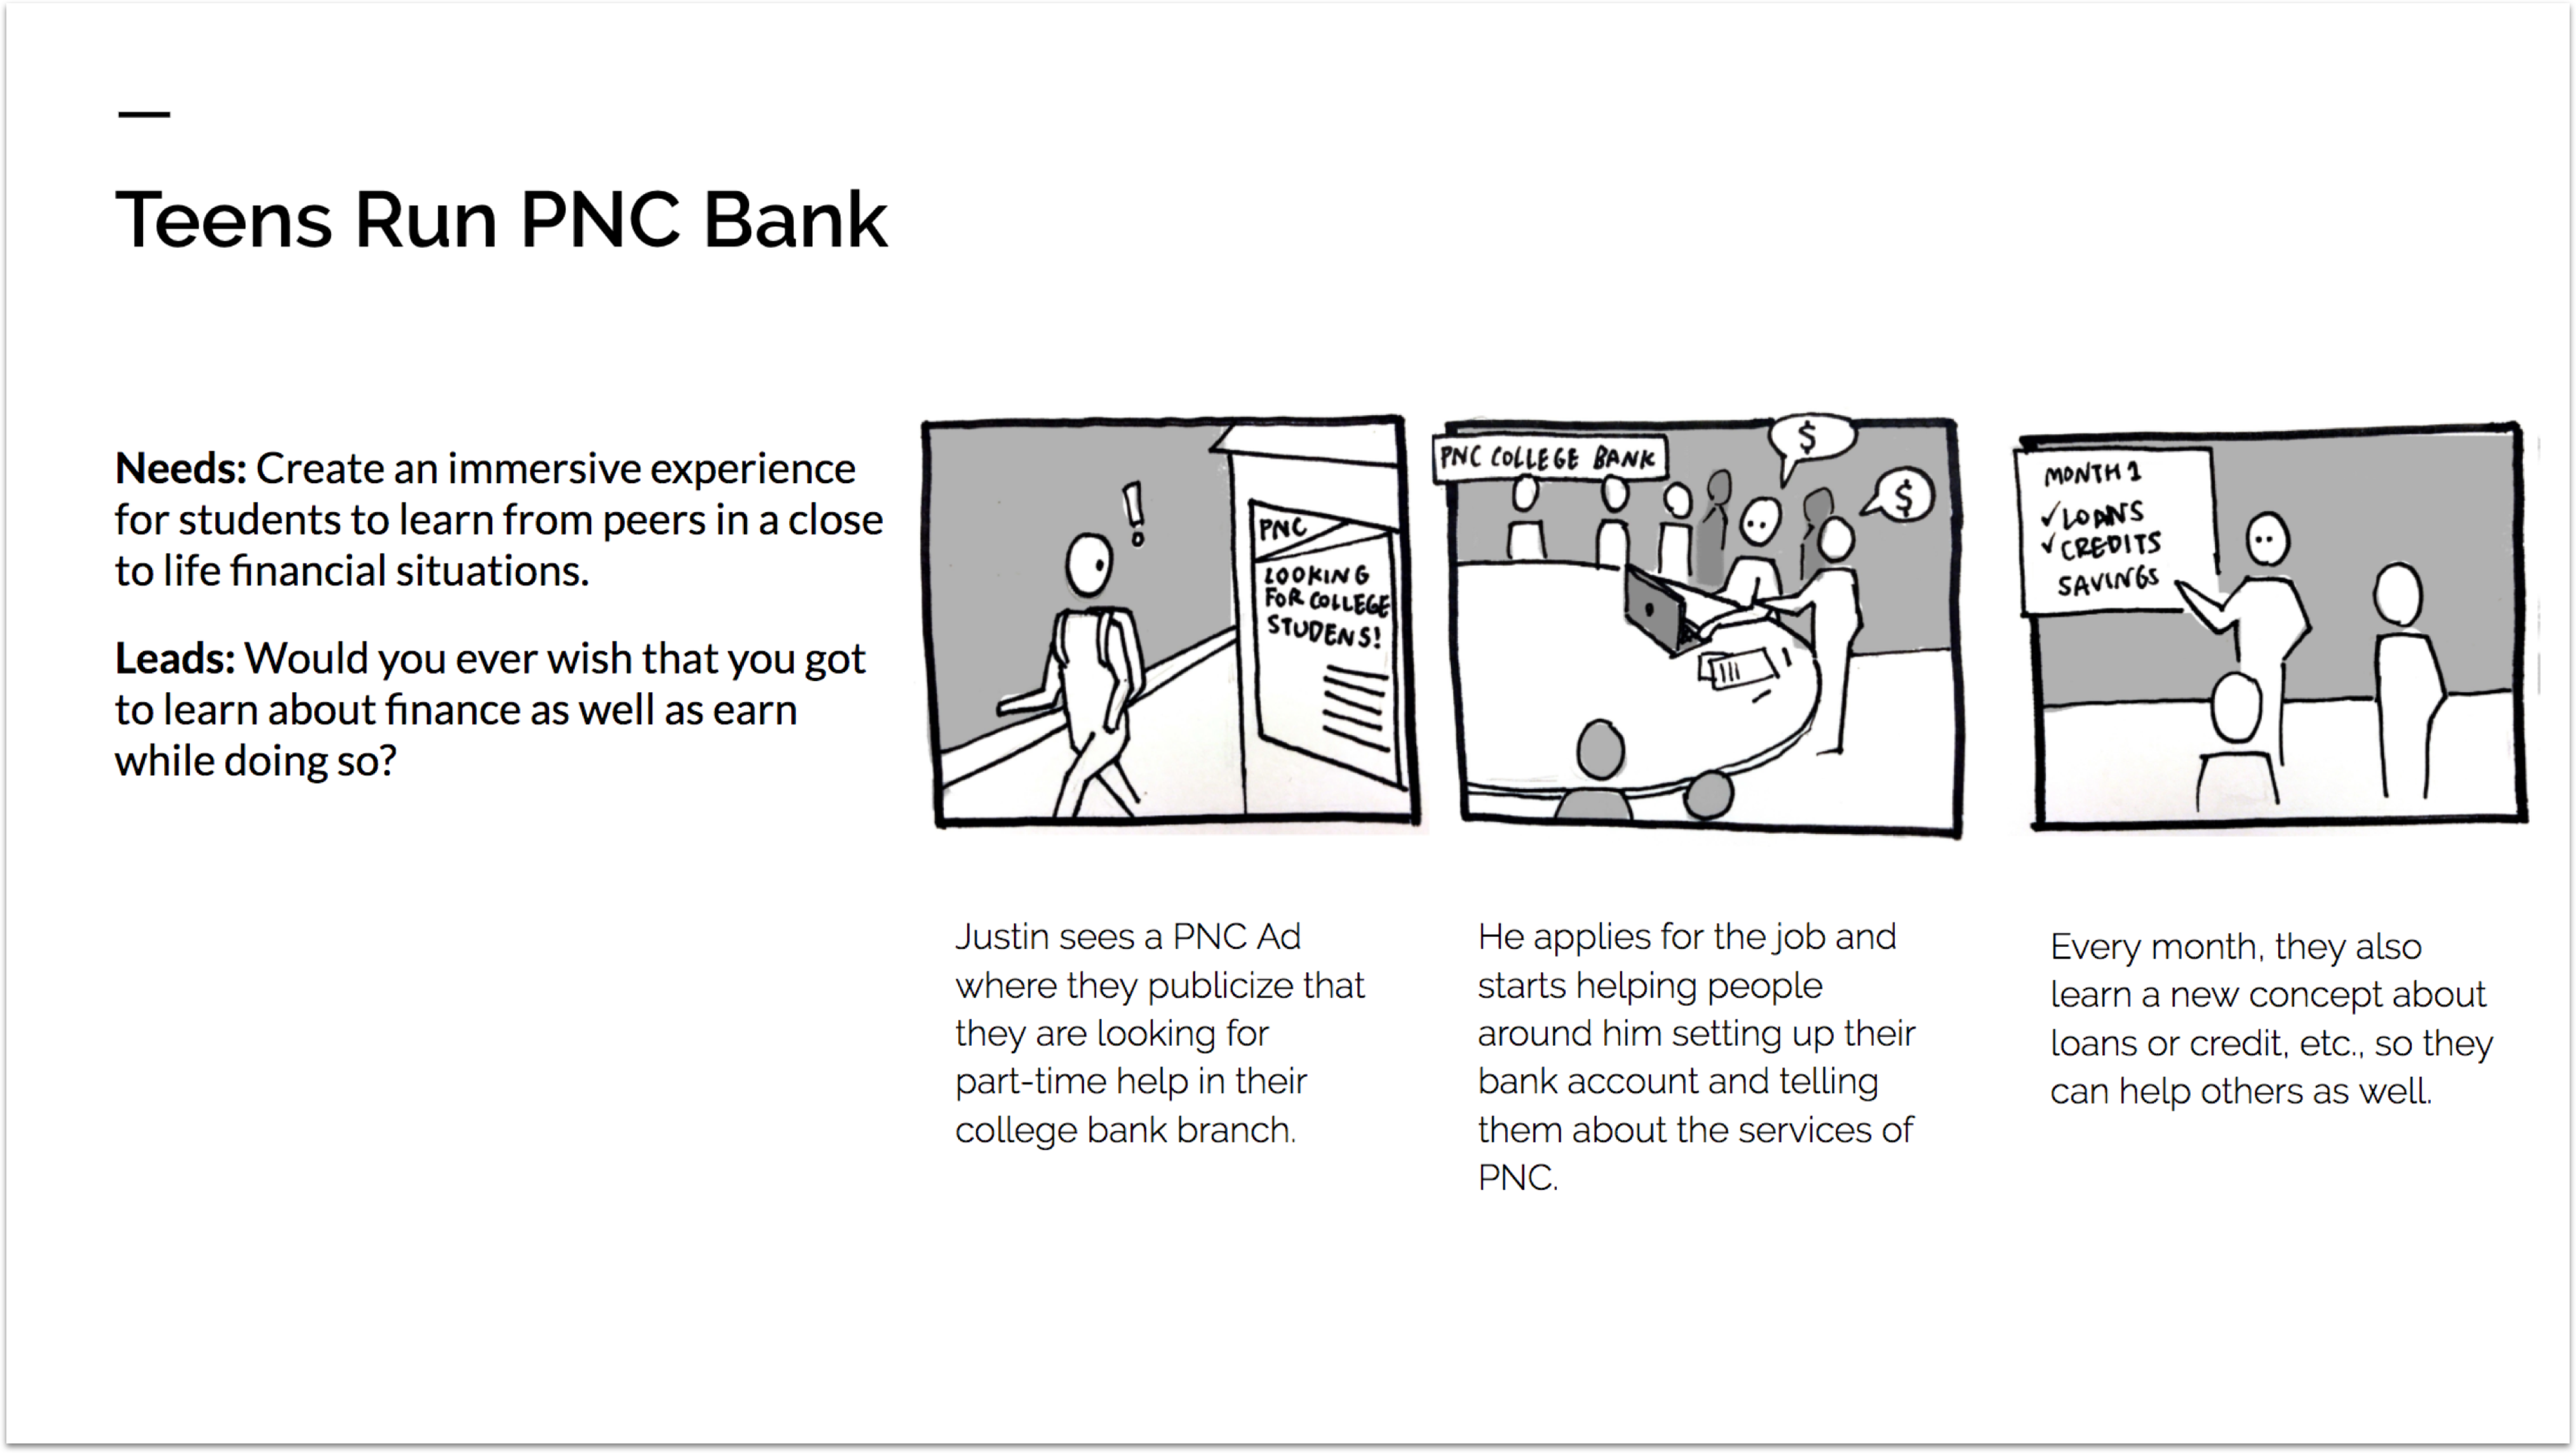 Teens Run PNC Bank
Needs: Create an immersive experience
for students to learn from peers in a close
to life financial situations.
Leads: Would you ever wish that you got
to learn about finance as well as earn
while doing so?
!
PNC
LOOKING
FOR COLLEGE
STUDENS!
PNC COLLEGE BANK
$
$
MONTH 1
✓LOANS
✓CREDITS
SAVINGS
Justin sees a PNC Ad
where they publicize that
they are looking for
part-time help in their
college bank branch.
He applies for the job and
starts helping people
around him setting up their
bank account and telling
them about the services of
PNC.
Every month, they also
learn a new concept about
loans or credit, etc., so they
can help others as well.